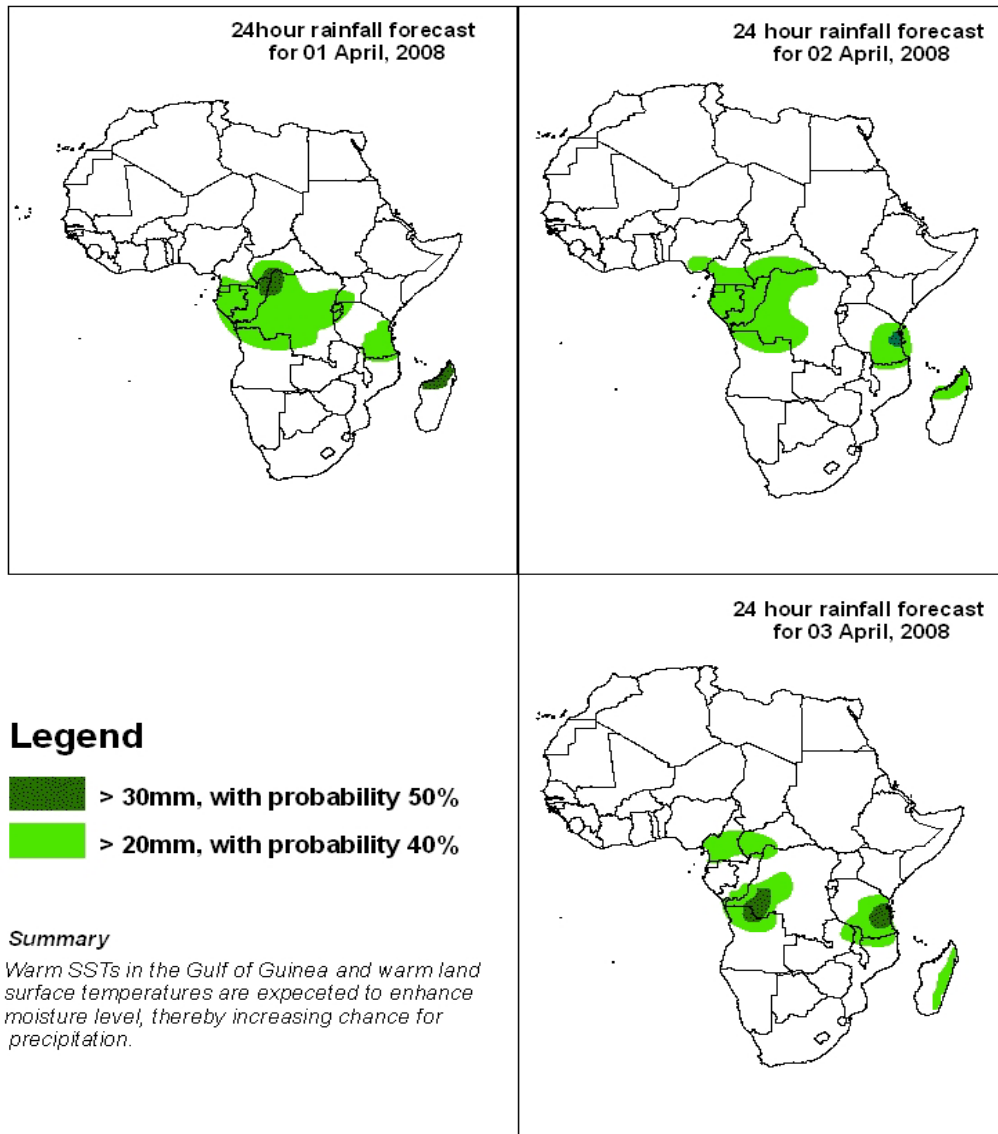 24hour rainfall forecast
for 01 April, 2008
24 hour rainfall forecast
for 02 April, 2008
24 hour rainfall forecast
for 03 April, 2008
Legend
> 30mm, with probability 50%
> 20mm, with probability 40%
Summary
Warm SSTs in the Gulf of Guinea and warm land
surface temperatures are expeceted to enhance
moisture level, thereby increasing chance for
precipitation.